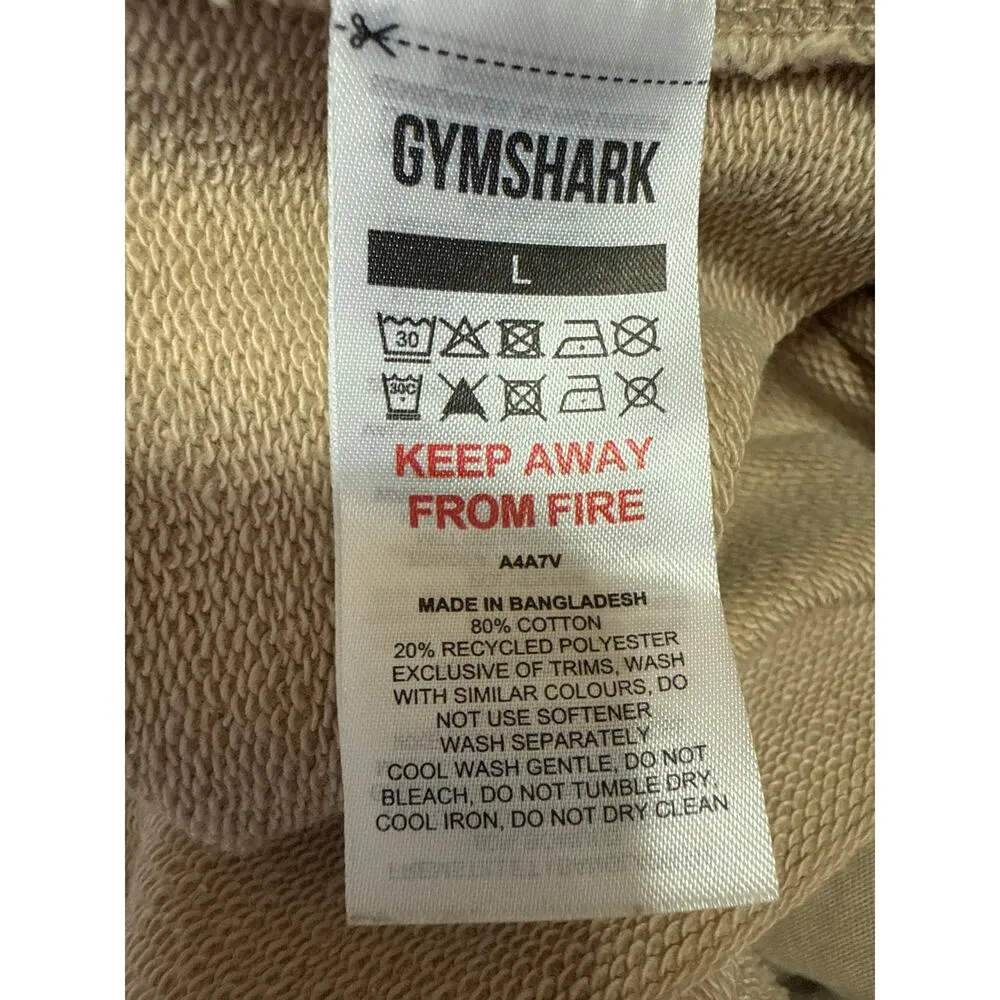 GYMSHARK
L
30
30C
KEEP AWAY
FROM FIRE
A4A7V
MADE IN BANGLADESH
80% COTTON
20% RECYCLED POLYESTER
EXCLUSIVE OF TRIMS, WASH
WITH SIMILAR COLOURS, DO
NOT USE SOFTENER
WASH SEPARATELY
COOL WASH GENTLE, DO NOT
BLEACH, DO NOT TUMBLE DRY,
COOL IRON, DO NOT DRY CLEAN